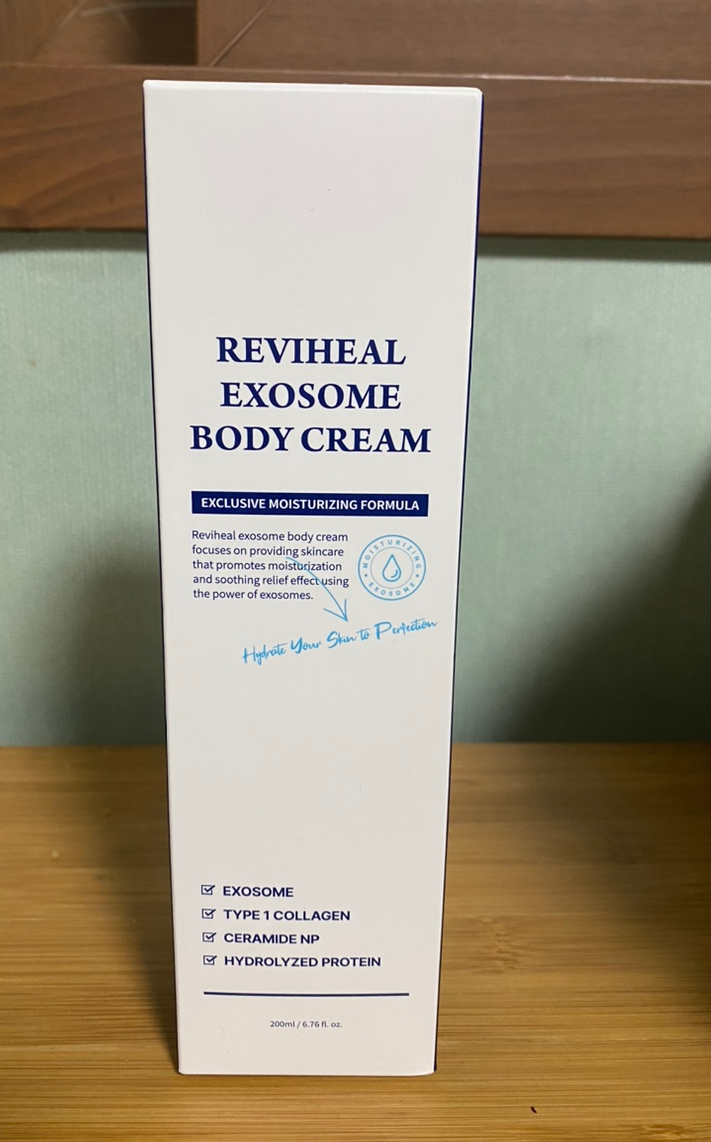 REVIHEAL
EXOSOME
BODY CREAM
EXCLUSIVE MOISTURIZING FORMULA
Reviheal exosome body cream
focuses on providing skincare
that promotes moisturization
and soothing relief effect using
the power of exosomes.
MOISTURIZING
EXOSOME
Hydrate Your Skin to Perfection
EXOSOME
TYPE 1 COLLAGEN
CERAMIDE NP
HYDROLYZED PROTEIN
200ml / 6.76 fl. oz.